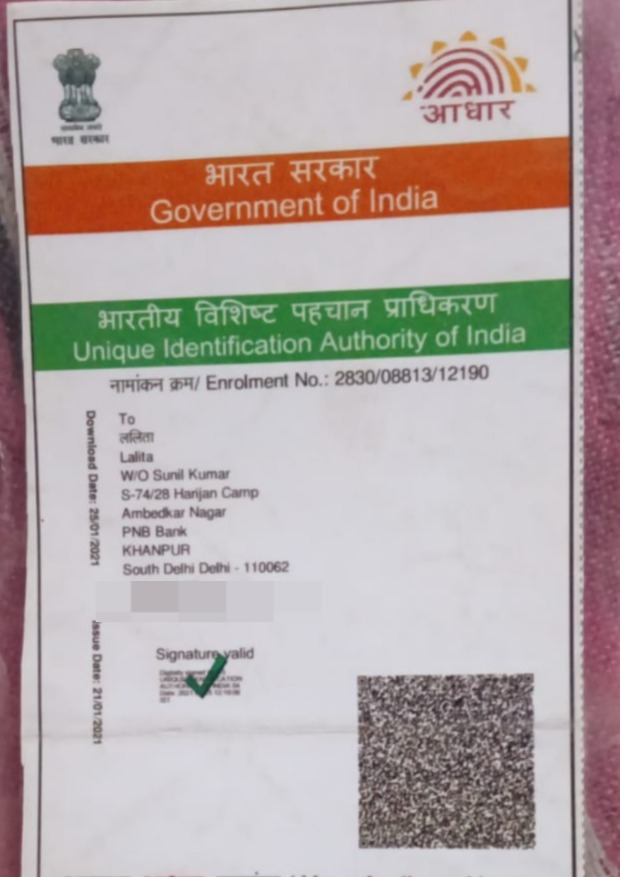 भारत सरकार
आधार
भारत सरकार
Government of India
भारतीय विशिष्ट पहचान प्राधिकरण
Unique Identification Authority of India
नामांकन क्रम/ Enrolment No.: 2830/08813/12190
To
ललिता
Lalita
W/O Sunil Kumar
S-74/28 Harijan Camp
Ambedkar Nagar
PNB Bank
KHANPUR
South Delhi Delhi - 110062
Download Date: 25/01/2021
Issue Date: 21/01/2021
Signature valid